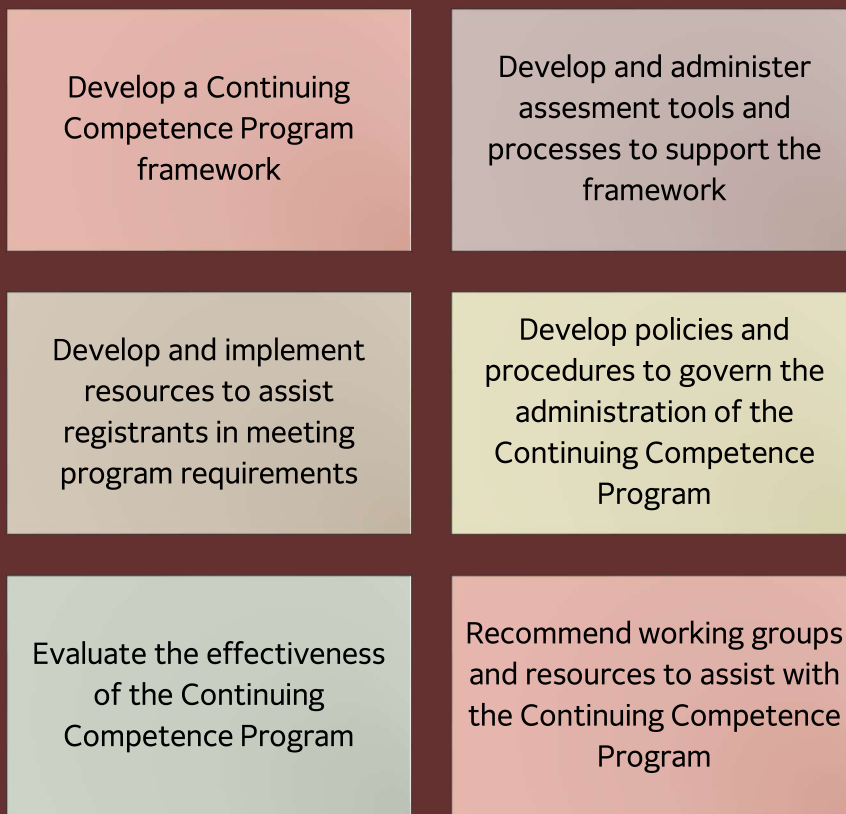 Develop a Continuing
Competence Program
framework
Develop and administer
assesment tools and
processes to support the
framework
Develop and implement
resources to assist
registrants in meeting
program requirements
Develop policies and
procedures to govern the
administration of the
Continuing Competence
Program
Evaluate the effectiveness
of the Continuing
Competence Program
Recommend working groups
and resources to assist with
the Continuing Competence
Program